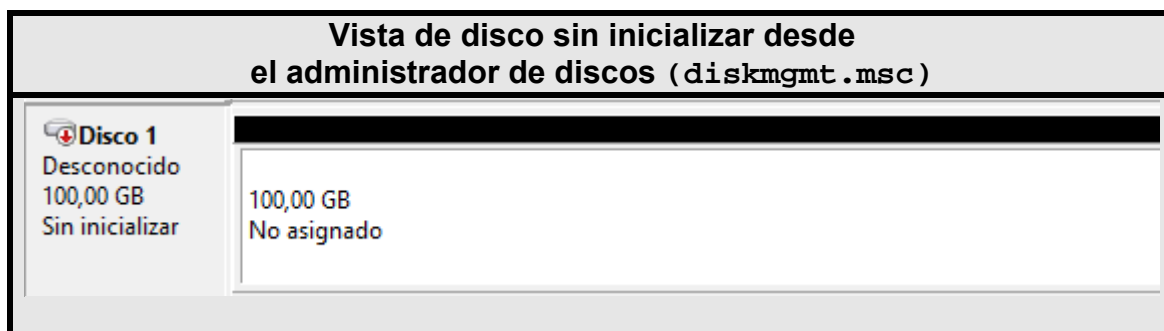 Vista de disco sin inicializar desde
el administrador de discos (diskmgmt.msc)
Disco 1
Desconocido
100,00 GB
Sin inicializar
100,00 GB
No asignado